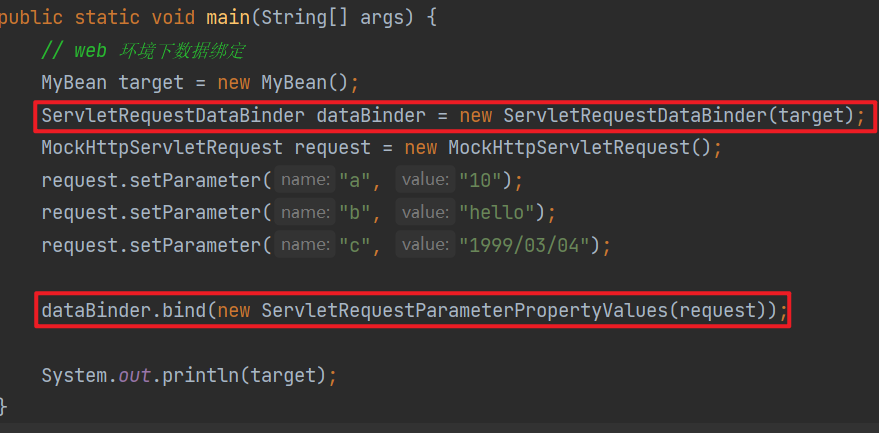 public static void main(String[] args) {
// web 环境下数据绑定
MyBean target = new MyBean();
ServletRequestDataBinder dataBinder = new ServletRequestDataBinder(target);
MockHttpServletRequest request = new MockHttpServletRequest();
request.setParameter( name: "a", value: "10");
request.setParameter( name: "b", value: "hello");
request.setParameter( name: "c", value: "1999/03/04");
dataBinder.bind(new ServletRequestParameterPropertyValues(request));
System.out.println(target);
}